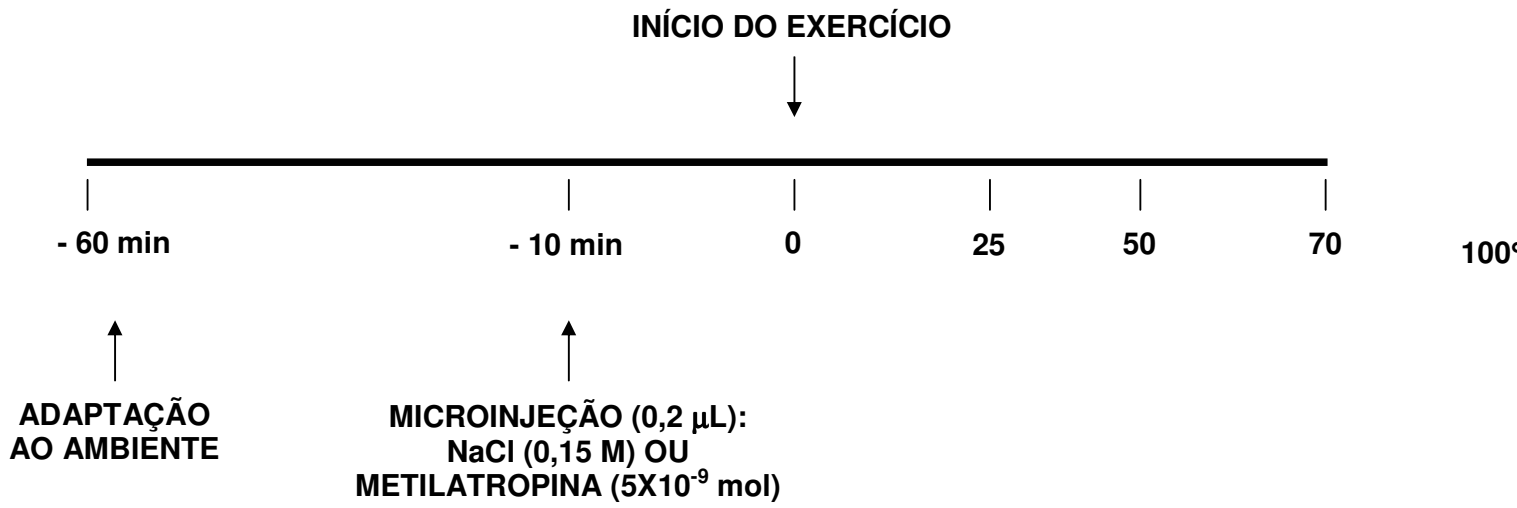 INÍCIO DO EXERCÍCIO
- 60 min
- 10 min
0
25
50
70
100
ADAPTAÇÃO
AO AMBIENTE
MICROINJEÇÃO (0,2 µL):
NaCl (0,15 M) OU
METILATROPINA (5X10⁻⁹ mol)